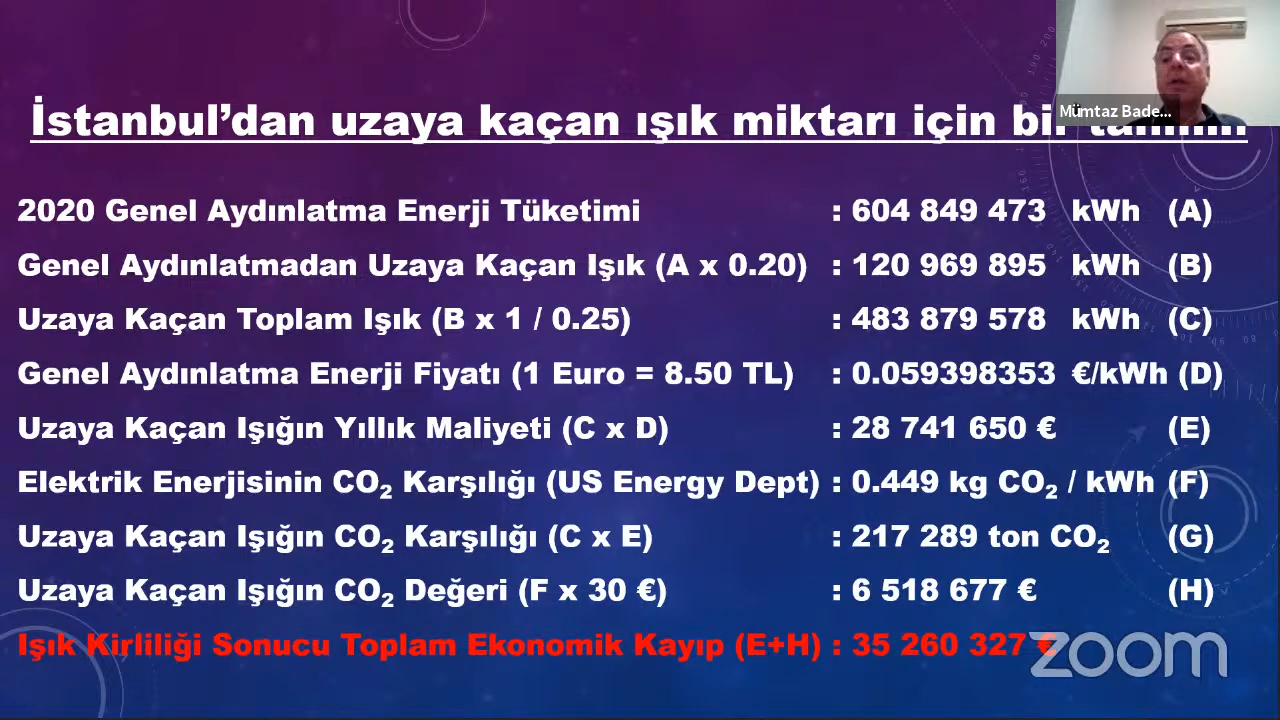 İstanbul’dan uzaya kaçan ışık miktarı için bir
Mümtaz Bade...
2020 Genel Aydınlatma Enerji Tüketimi : 604 849 473 kWh (A)
Genel Aydınlatmadan Uzaya Kaçan Işık (A x 0.20) : 120 969 895 kWh (B)
Uzaya Kaçan Toplam Işık (B x 1 / 0.25) : 483 879 578 kWh (C)
Genel Aydınlatma Enerji Fiyatı (1 Euro = 8.50 TL) : 0.059398353 €/kWh (D)
Uzaya Kaçan Işığın Yıllık Maliyeti (C x D) : 28 741 650 € (E)
Elektrik Enerjisinin CO₂ Karşılığı (US Energy Dept) : 0.449 kg CO₂ / kWh (F)
Uzaya Kaçan Işığın CO₂ Karşılığı (C x E) : 217 289 ton CO₂ (G)
Uzaya Kaçan Işığın CO₂ Değeri (F x 30 €) : 6 518 677 € (H)
Işık Kirliliği Sonucu Toplam Ekonomik Kayıp (E+H) : 35 260 327 €
zoom